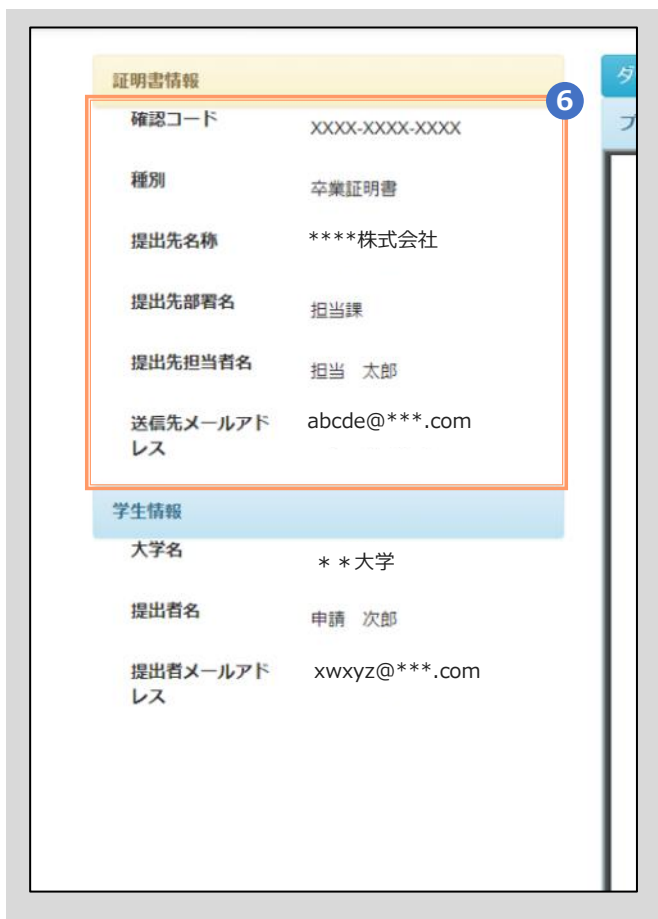 証明書情報
6
確認コード
XXXX-XXXX-XXXX
種別
卒業証明書
提出先名称
****株式会社
提出先部署名
担当課
提出先担当者名
担当　太郎
送信先メールアド
レス
abcde@***.com
学生情報
大学名
＊＊大学
提出者名
申請　次郎
提出者メールアド
レス
xwxyz@***.com
ダ
プ